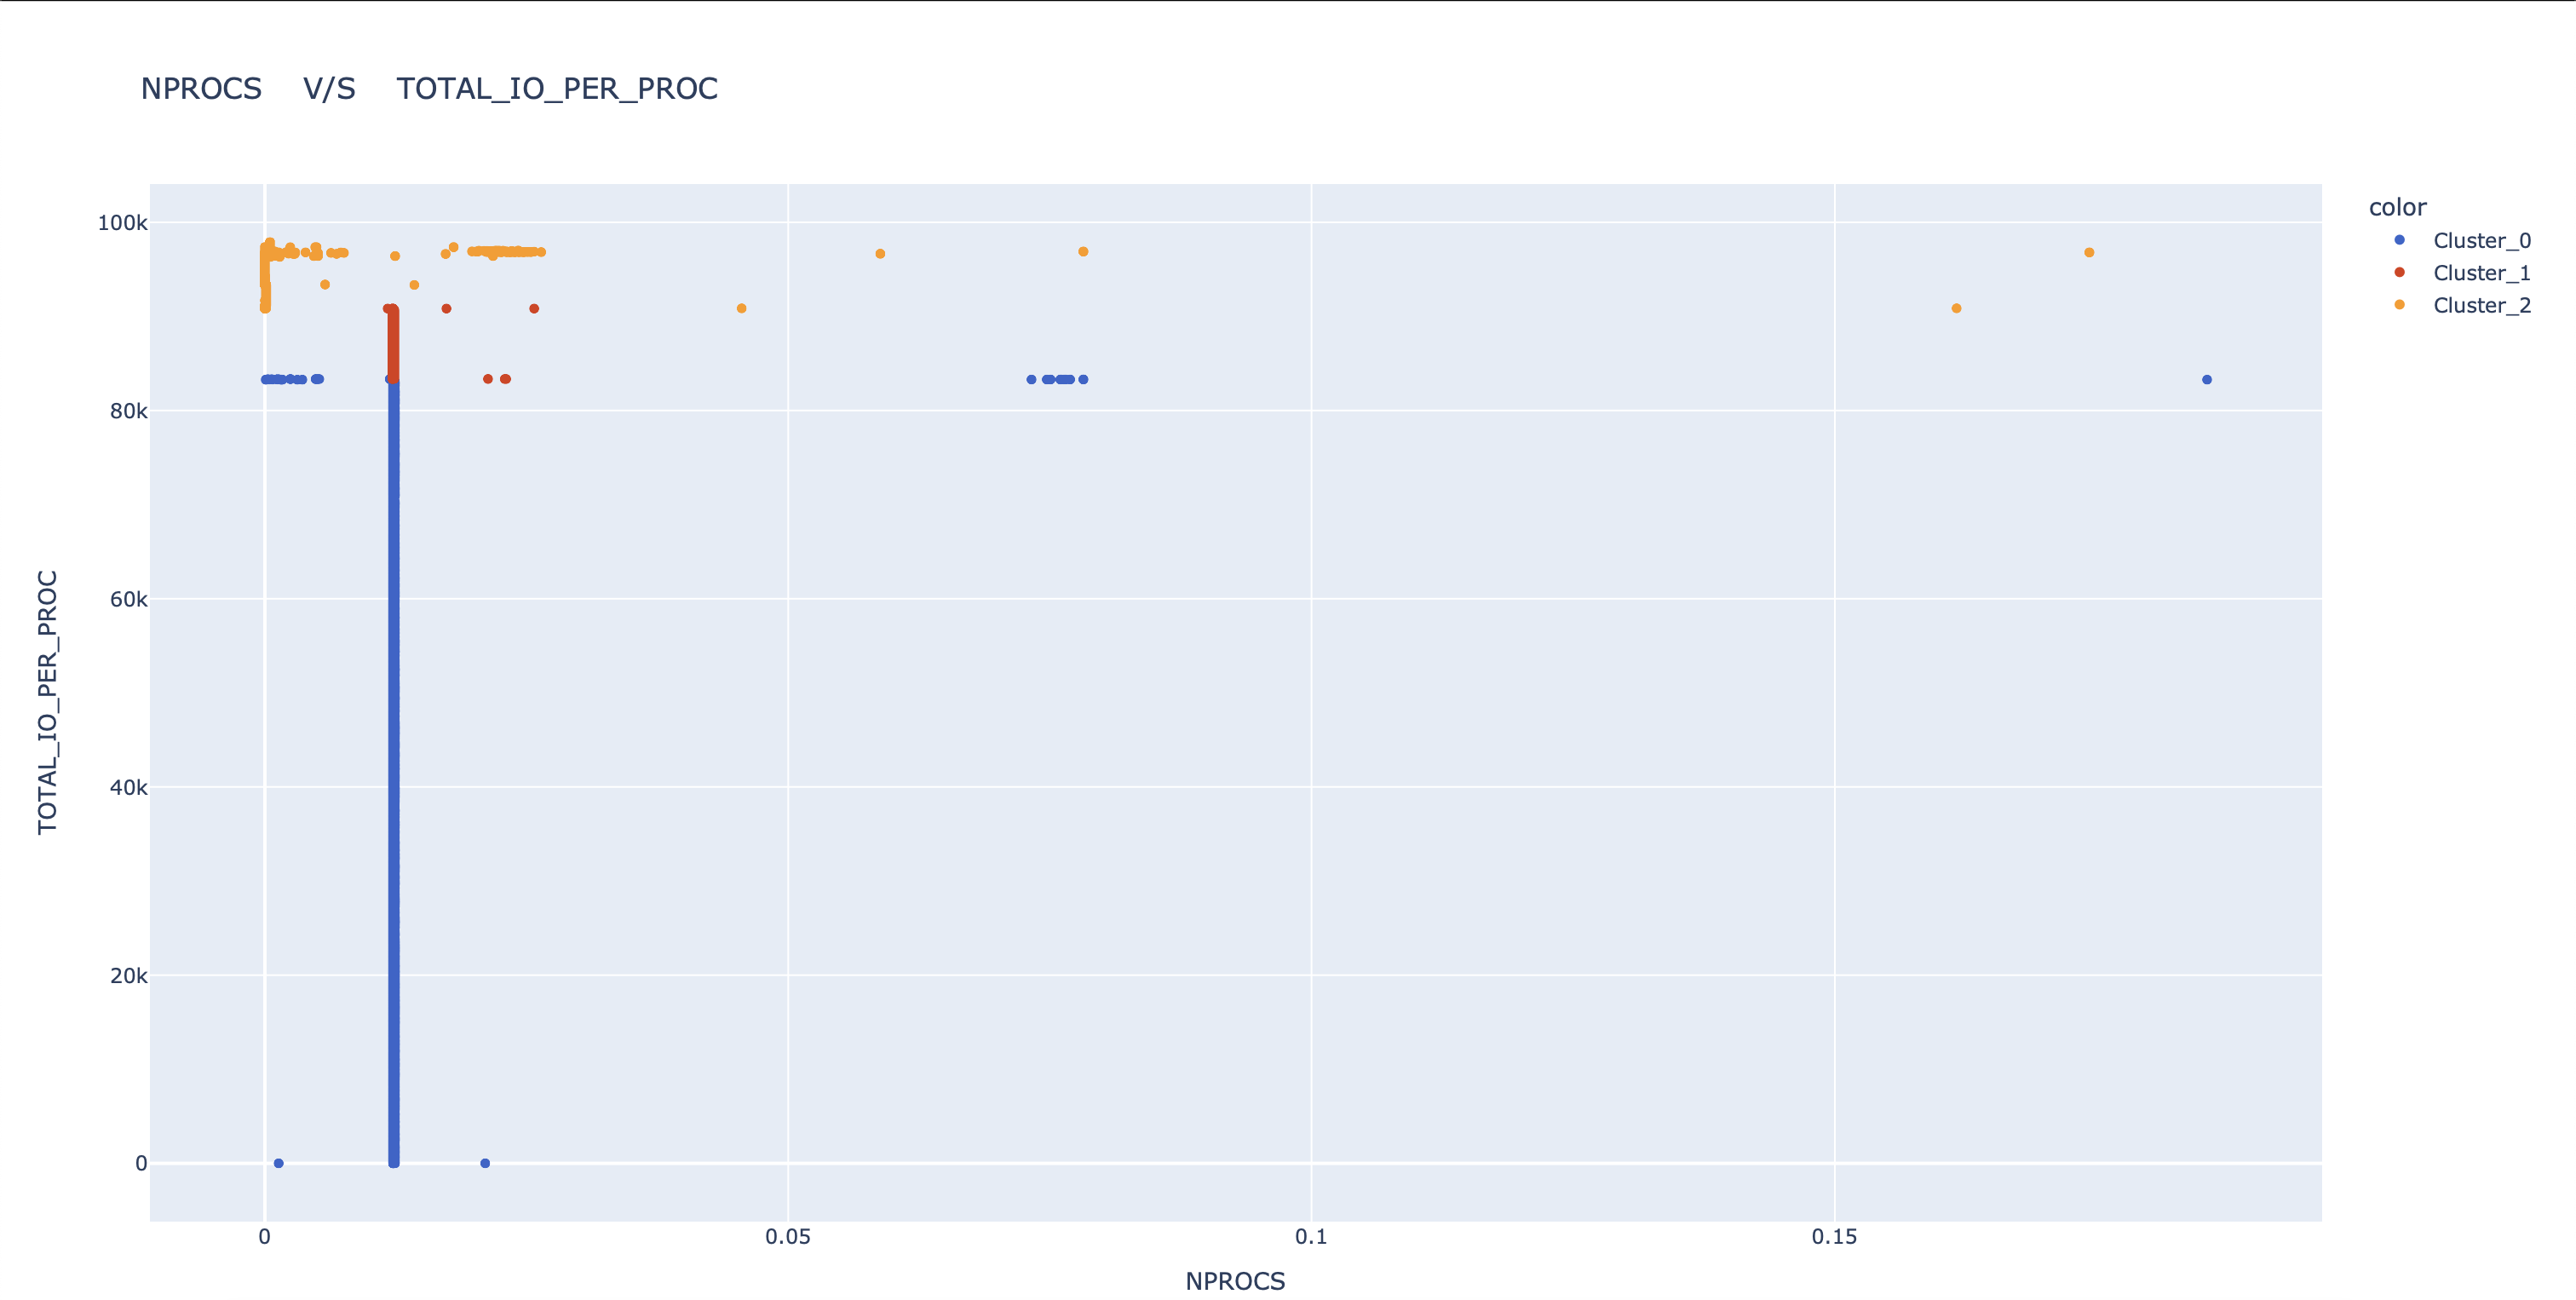 NPROCS V/S TOTAL_IO_PER_PROC
color
Cluster_0
Cluster_1
Cluster_2
TOTAL_IO_PER_PROC
100k
80k
60k
40k
20k
0
0 0.05 0.1 0.15
NPROCS